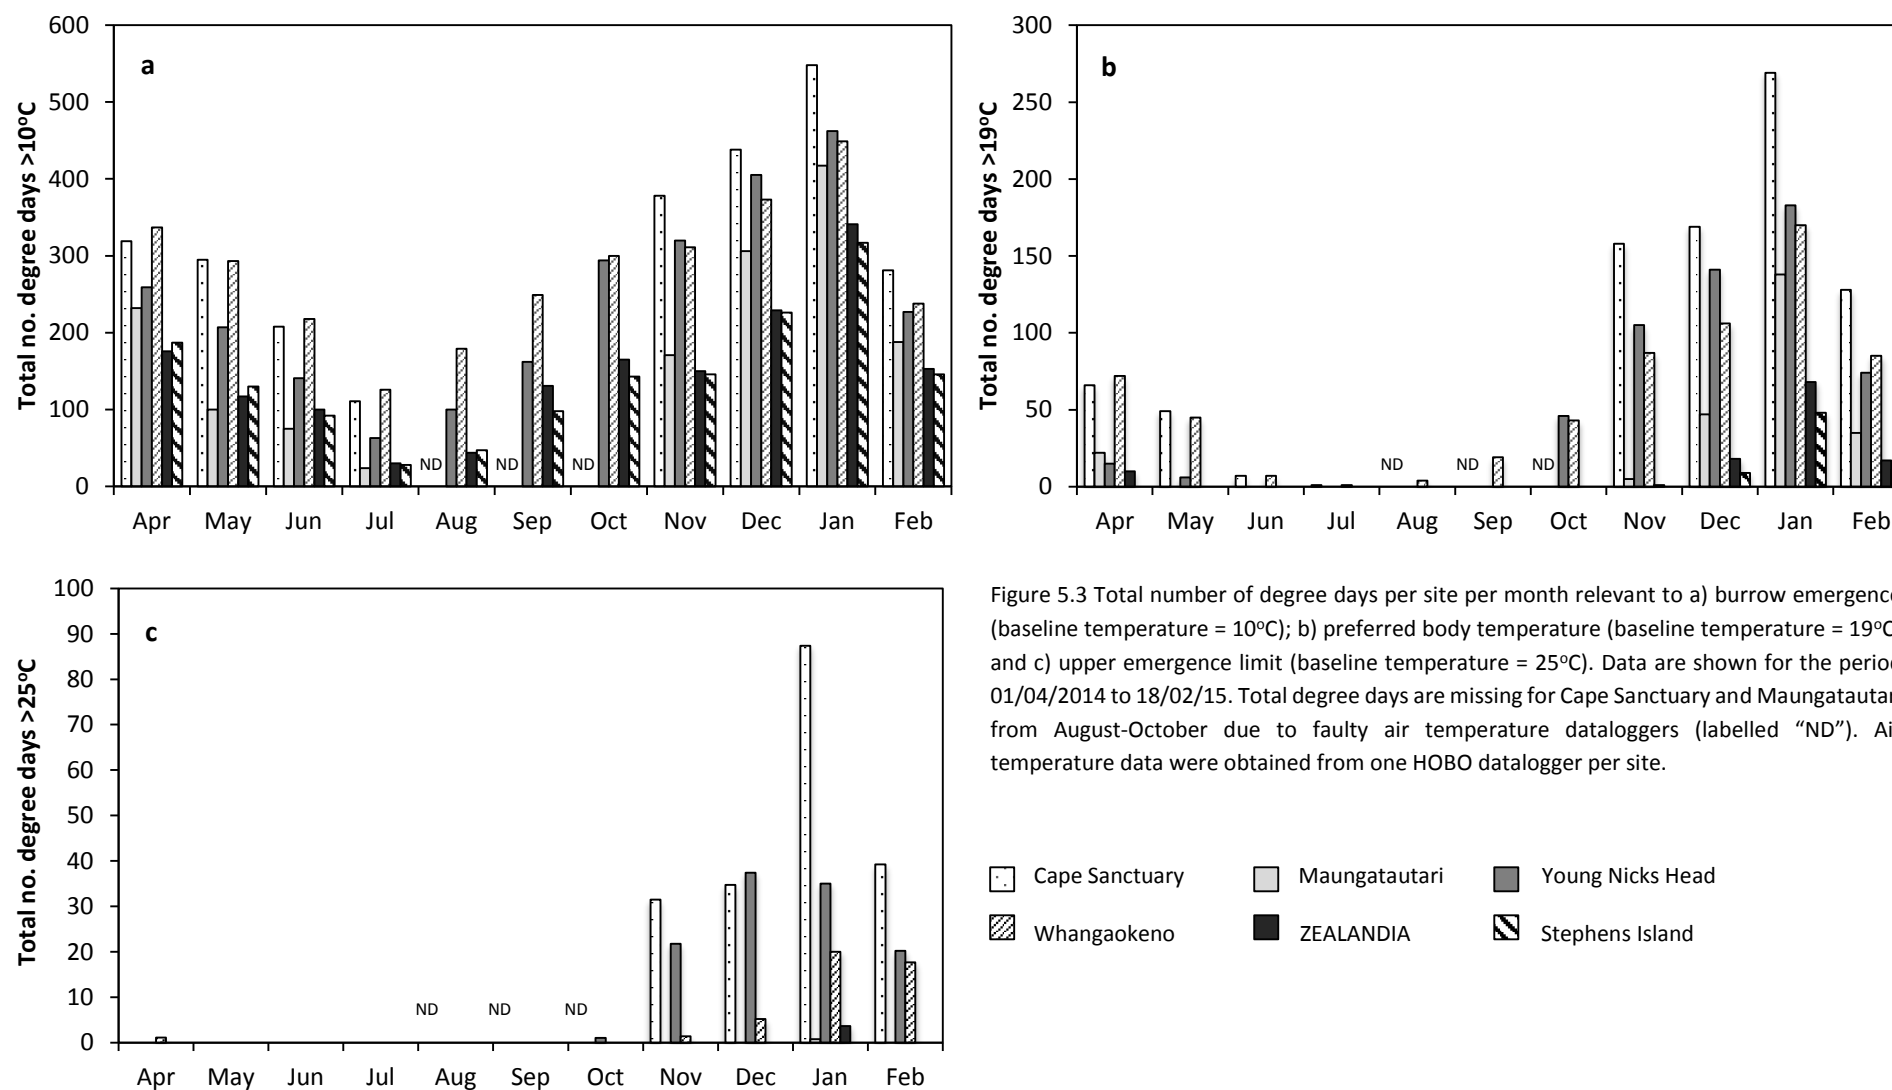 a
Total no. degree days >10ºC
600
500
400
300
200
100
0
ND ND ND
Apr May Jun Jul Aug Sep Oct Nov Dec Jan Feb
b
Total no. degree days >19ºC
300
250
200
150
100
50
0
ND ND ND
Apr May Jun Jul Aug Sep Oct Nov Dec Jan Feb
c
Total no. degree days >25ºC
100
90
80
70
60
50
40
30
20
10
0
ND ND ND
Apr May Jun Jul Aug Sep Oct Nov Dec Jan Feb
Figure 5.3 Total number of degree days per site per month relevant to a) burrow emergence
(baseline temperature = 10ºC); b) preferred body temperature (baseline temperature = 19ºC
and c) upper emergence limit (baseline temperature = 25ºC). Data are shown for the period
01/04/2014 to 18/02/15. Total degree days are missing for Cape Sanctuary and Maungatautar
from August-October due to faulty air temperature dataloggers (labelled “ND”). Ai
temperature data were obtained from one HOBO datalogger per site.
Cape Sanctuary Maungatautari Young Nicks Head
Whangaokeno ZEALANDIA Stephens Island